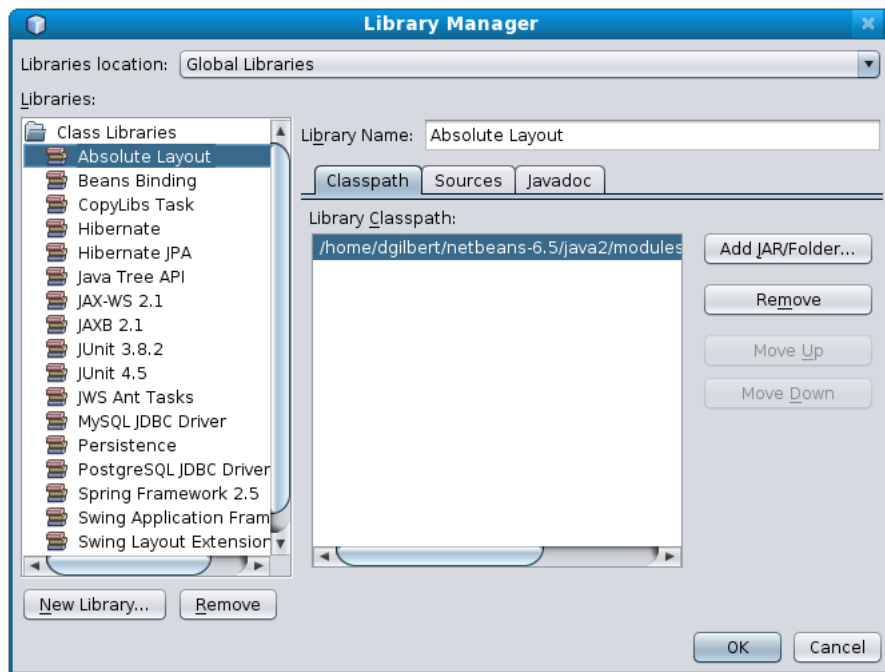 Library Manager
Libraries location: Global Libraries
Libraries:
Class Libraries
Absolute Layout
Beans Binding
CopyLibs Task
Hibernate
Hibernate JPA
Java Tree API
JAX-WS 2.1
JAXB 2.1
JUnit 3.8.2
JUnit 4.5
JWS Ant Tasks
MySQL JDBC Driver
Persistence
PostgreSQL JDBC Driver
Spring Framework 2.5
Swing Application Fram
Swing Layout Extension
New Library... Remove
Library Name: Absolute Layout
Classpath Sources Javadoc
Library Classpath:
/home/dgilbert/netbeans-6.5/java2/modules
Add JAR/Folder...
Remove
Move Up
Move Down
OK Cancel